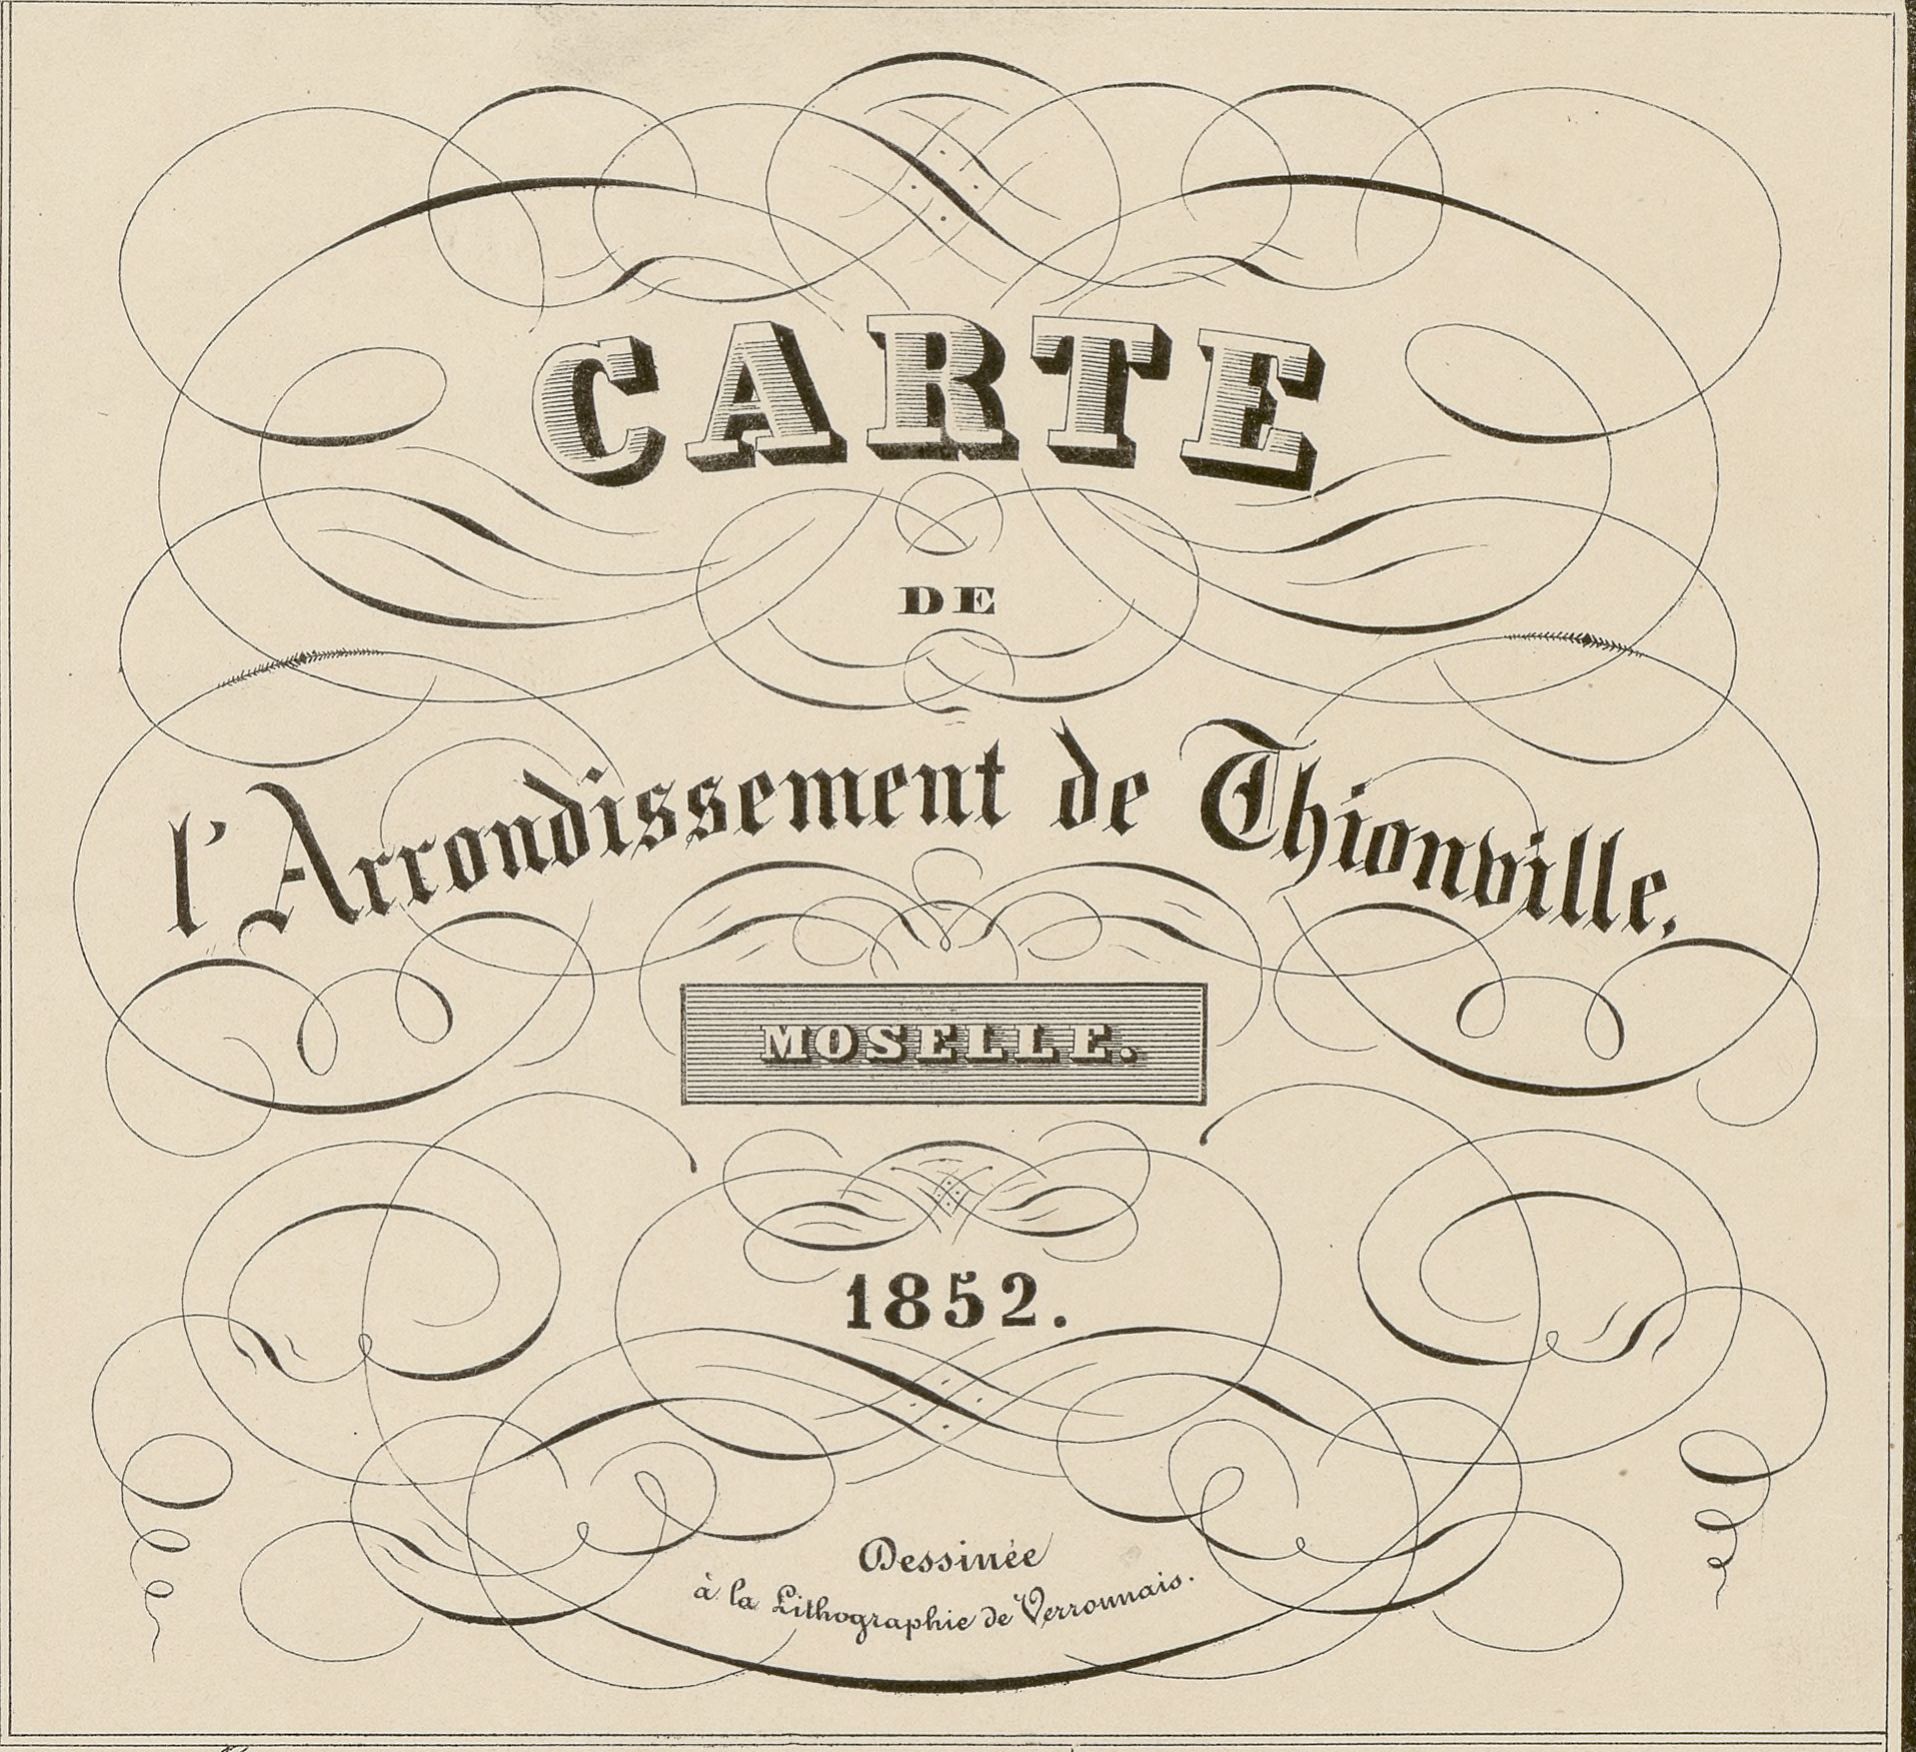 CARTE
DE
l'Arrondissement de Thionville.
MOSELLE.
1852.
Dessinée
à la Lithographie de Verronnais.